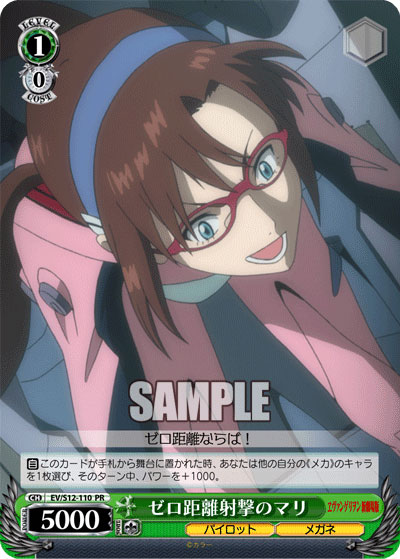 LEVEL
1
0
COST
SAMPLE
ゼロ距離ならば！
自 このカードが手札から舞台に置かれた時、あなたは他の自分の《メカ》のキャラ
を1枚選び、そのターン中、パワーを+1000。
CH EV/S12-110 PR
POWER
5000
SOUL
ゼロ距離射撃のマリ
ヱヴァンゲリヲン 新劇場版
パイロット
メガネ
©カラー